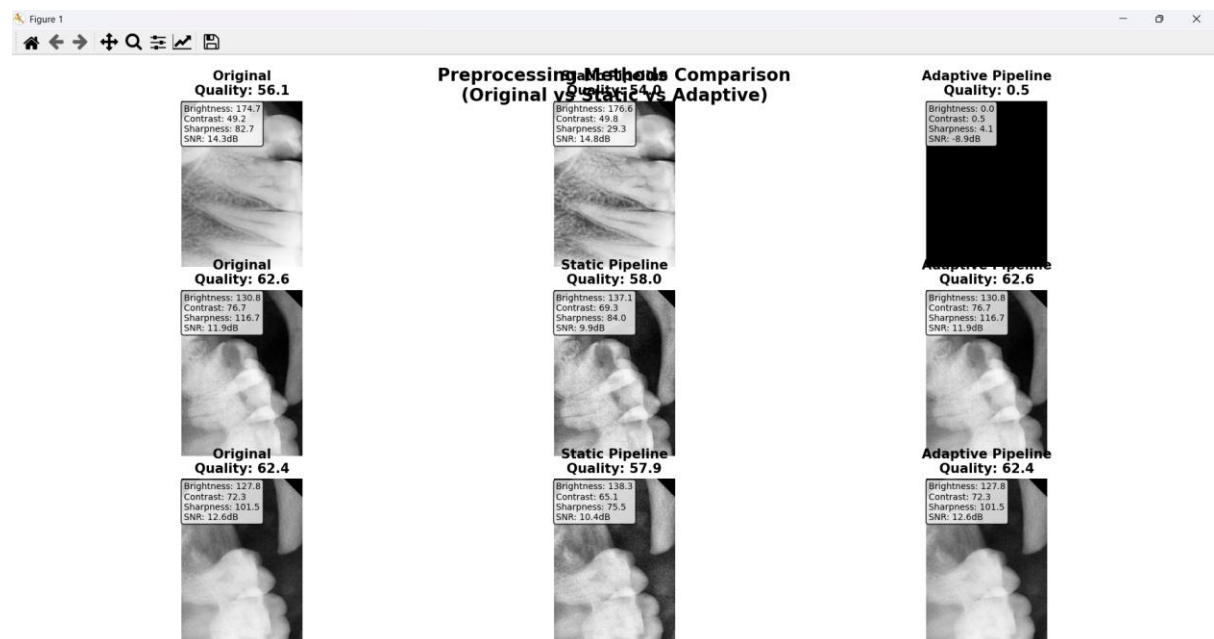 Figure 1
Preprocessing Methods Comparison
(Original vs Static vs Adaptive)
Original
Quality: 56.1
Brightness: 174.7
Contrast: 49.2
Sharpness: 82.7
SNR: 14.3dB
Static Pipeline
Quality: 54.0
Brightness: 176.6
Contrast: 49.8
Sharpness: 29.3
SNR: 14.8dB
Adaptive Pipeline
Quality: 0.5
Brightness: 0.0
Contrast: 0.5
Sharpness: 4.1
SNR: -8.9dB
Original
Quality: 62.6
Brightness: 130.8
Contrast: 76.7
Sharpness: 116.7
SNR: 11.9dB
Static Pipeline
Quality: 58.0
Brightness: 137.1
Contrast: 69.3
Sharpness: 84.0
SNR: 9.9dB
Adaptive Pipeline
Quality: 62.6
Brightness: 130.8
Contrast: 76.7
Sharpness: 116.7
SNR: 11.9dB
Original
Quality: 62.4
Brightness: 127.8
Contrast: 72.3
Sharpness: 101.5
SNR: 12.6dB
Static Pipeline
Quality: 57.9
Brightness: 138.3
Contrast: 65.1
Sharpness: 75.5
SNR: 10.4dB
Adaptive Pipeline
Quality: 62.4
Brightness: 127.8
Contrast: 72.3
Sharpness: 101.5
SNR: 12.6dB